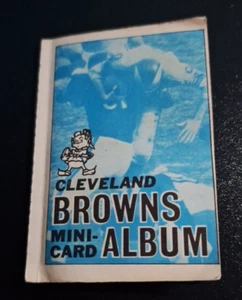 CLEVELAND
BROWNS
MINI-
CARD ALBUM